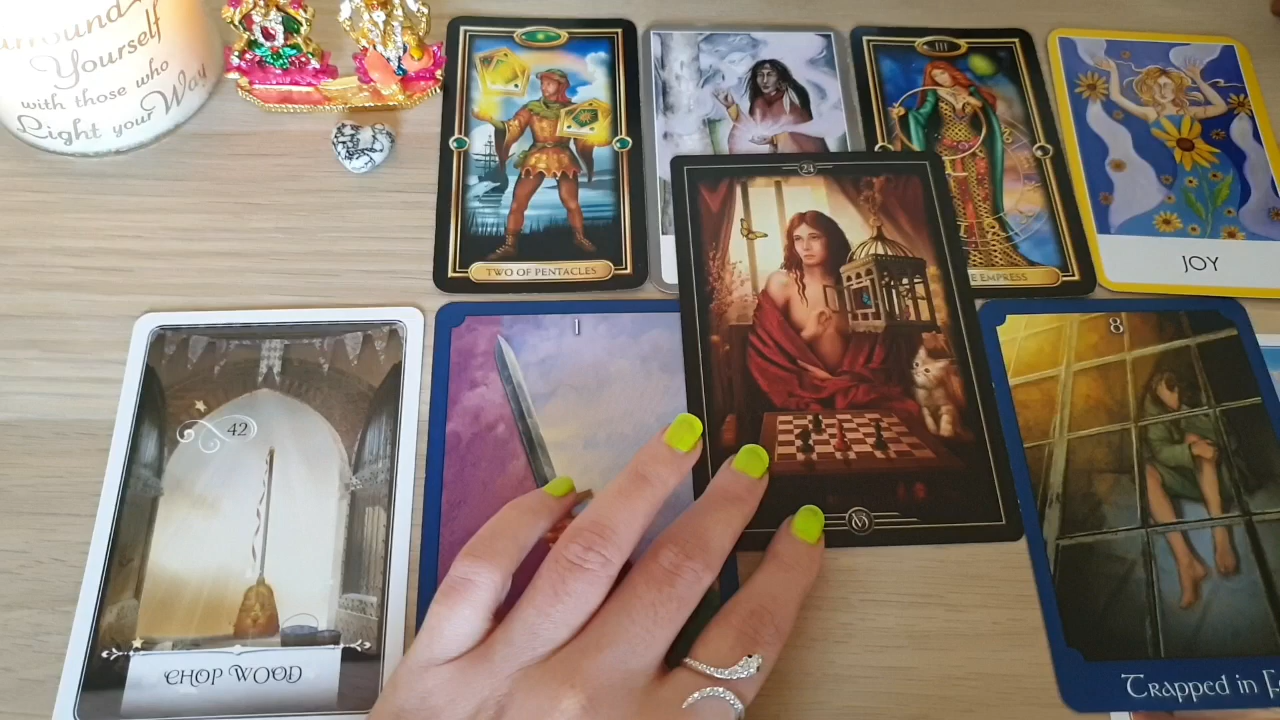 Surround
Yourself
with those who
Light your Way
TWO OF PENTACLES
III
EMPRESS
JOY
24
42
CHOP WOOD
1
8
Trapped in